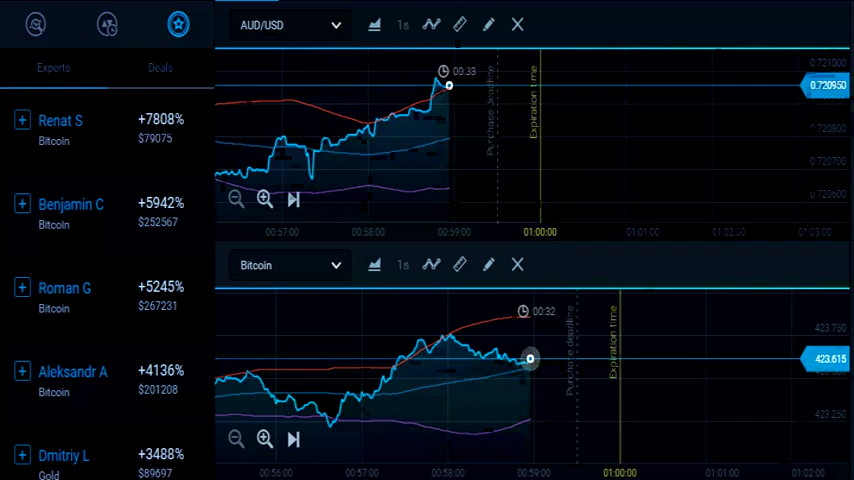 Experts
Deals
Renat S
+7808%
Bitcoin
$79075
Benjamin C
+5942%
Bitcoin
$252567
Roman G
+5245%
Bitcoin
$267231
Aleksandr A
+4136%
Bitcoin
$201208
Dmitriy L
+3488%
Gold
$89697
AUD/USD
1s
00:33
Purchase deadline
Expiration time
0.721000
0.720950
0.720800
0.720700
0.720600
00:57:00
00:58:00
00:59:00
01:00:00
01:01:00
01:02:00
01:03:00
Bitcoin
1s
00:32
Purchase deadline
Expiration time
423.750
423.615
423.250
00:56:00
00:57:00
00:58:00
00:59:00
01:00:00
01:01:00
01:02:00